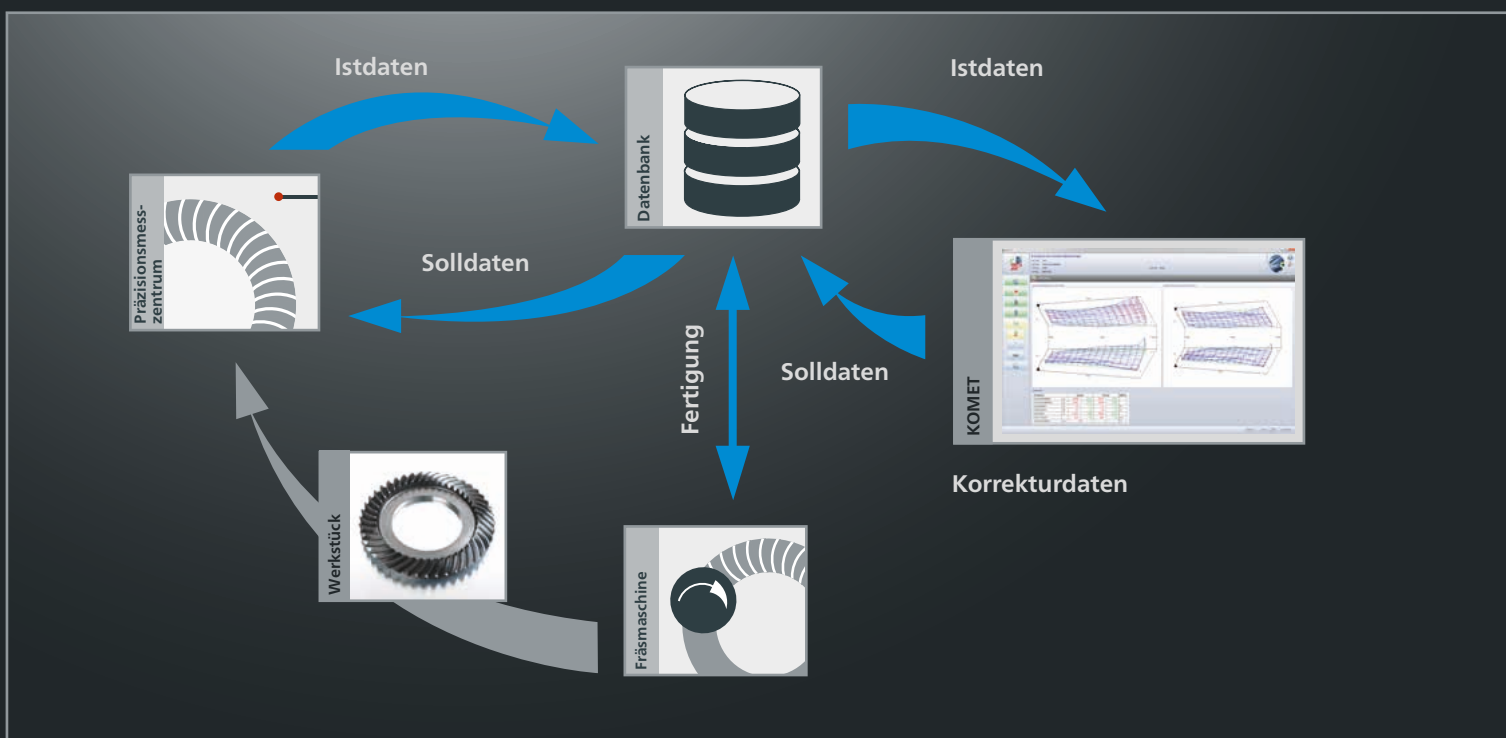 Istdaten
Istdaten
Datenbank
Präzisionsmess-
zentrum
Solldaten
Fertigung
Solldaten
KOMET
Korrekturdaten
Werkstück
Fräsmaschine